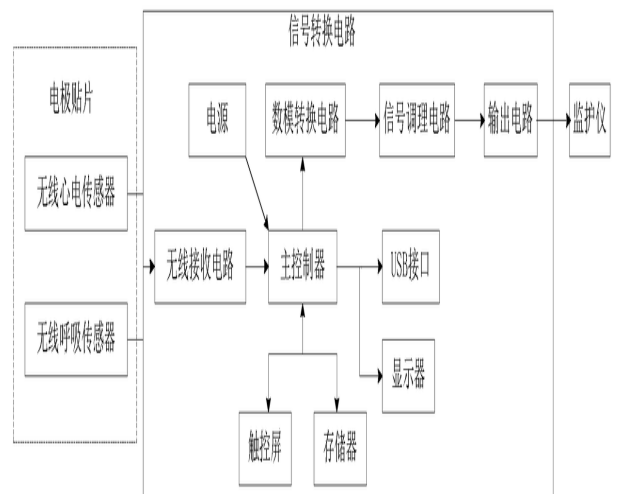 信号转换电路
电极贴片
电源
数模转换电路
信号调理电路
输出电路
监护仪
无线心电传感器
无线接收电路
主控制器
USB接口
无线呼吸传感器
显示器
触控屏
存储器